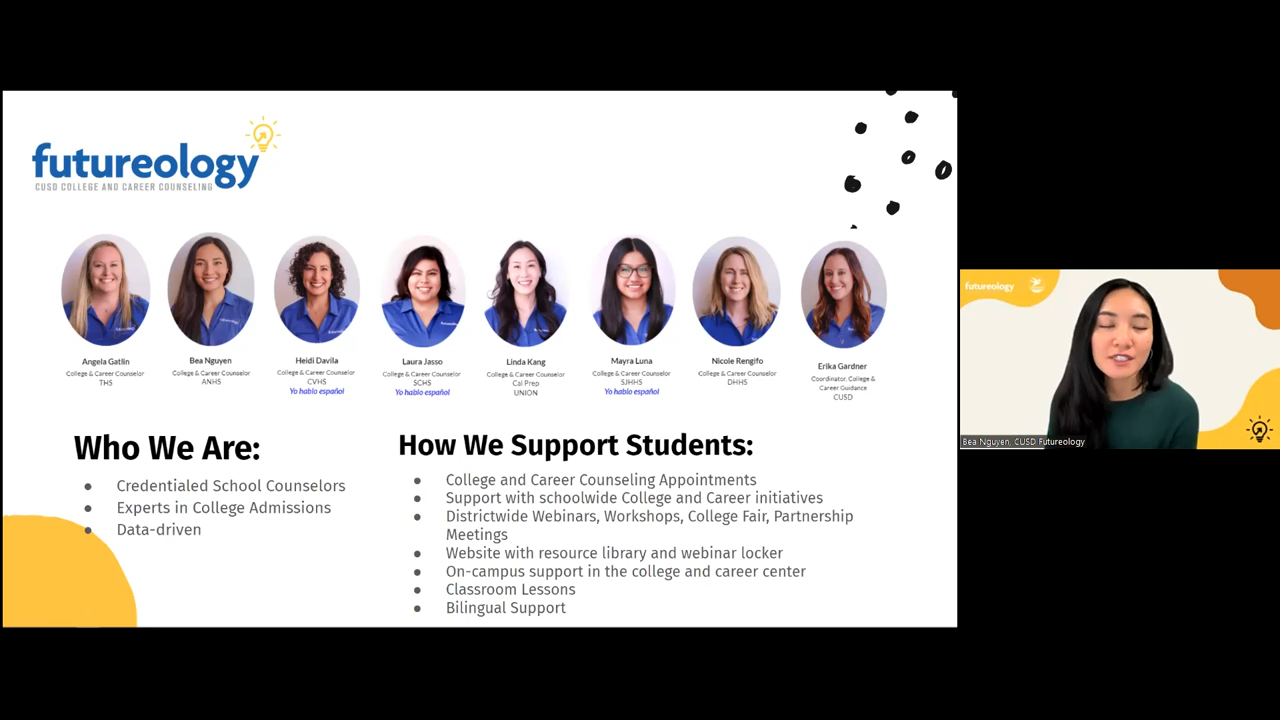 futureology
CUSD COLLEGE AND CAREER COUNSELING
Angela Gatlin
College & Career Counselor
THS
Bea Nguyen
College & Career Counselor
ANHS
Heidi Davila
College & Career Counselor
CVHS
Yo hablo español
Laura Jasso
College & Career Counselor
SCHS
Yo hablo español
Linda Kang
College & Career Counselor
Cal Prep
UNION
Mayra Luna
College & Career Counselor
SJHHS
Yo hablo español
Nicole Rengifo
College & Career Counselor
DHHS
Erika Gardner
Coordinator, College &
Career Guidance
CUSD
Who We Are:
● Credentialed School Counselors
● Experts in College Admissions
● Data-driven
How We Support Students:
● College and Career Counseling Appointments
● Support with schoolwide College and Career initiatives
● Districtwide Webinars, Workshops, College Fair, Partnership
Meetings
● Website with resource library and webinar locker
● On-campus support in the college and career center
● Classroom Lessons
● Bilingual Support
futureology
Bea Nguyen, CUSD Futureology